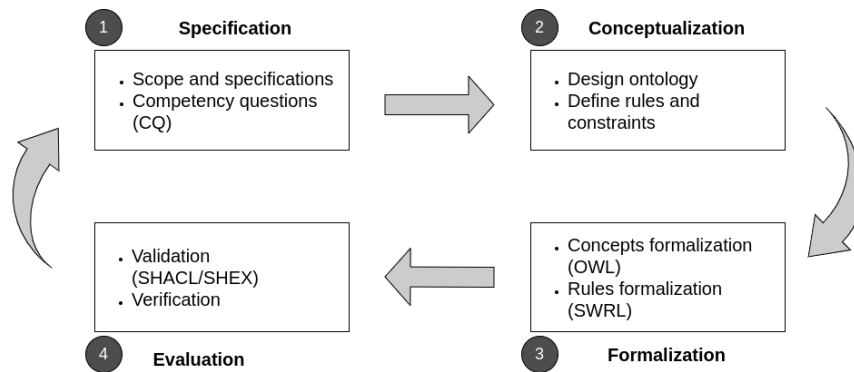 1 Specification
• Scope and specifications
• Competency questions
(CQ)
2 Conceptualization
• Design ontology
• Define rules and
constraints
• Concepts formalization
(OWL)
• Rules formalization
(SWRL)
3 Formalization
• Validation
(SHACL/SHEX)
• Verification
4 Evaluation